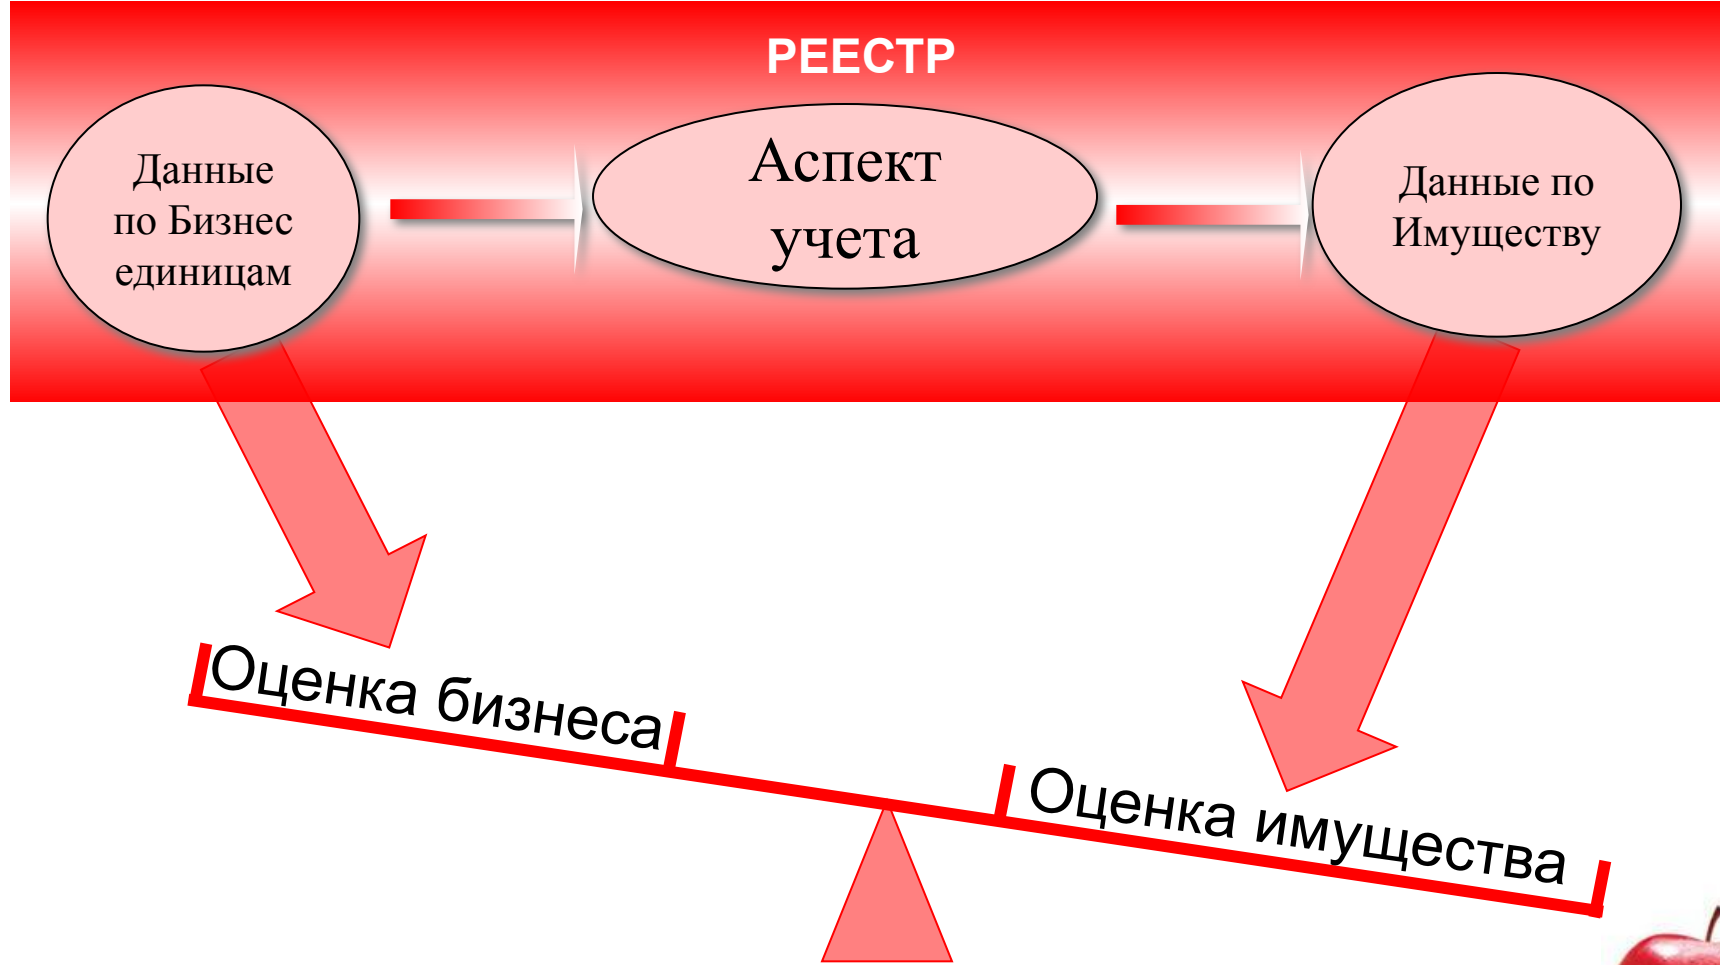 РЕЕСТР
Данные
по Бизнес
единицам
Аспект
учета
Данные по
Имуществу
Оценка бизнеса
Оценка имущества